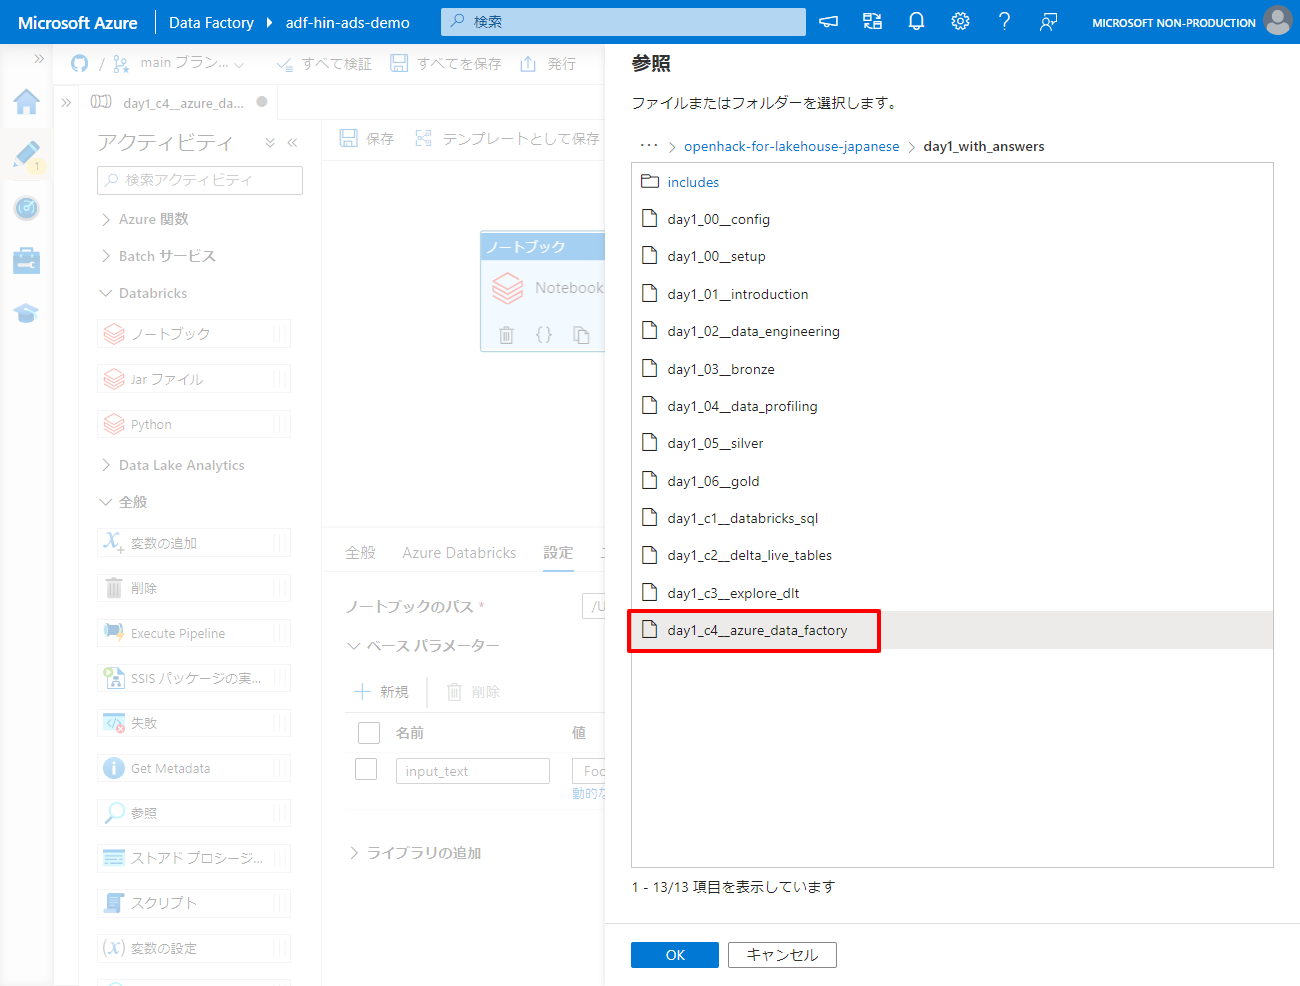 Microsoft Azure
Data Factory
adf-hin-ads-demo
検索
MICROSOFT NON-PRODUCTION
/
main ブラン...
すべて検証
すべてを保存
発行
1
day1_c4__azure_da...
アクティビティ
検索アクティビティ
Azure 関数
Batch サービス
Databricks
ノートブック
Jar ファイル
Python
Data Lake Analytics
全般
変数の追加
削除
Execute Pipeline
SSIS パッケージの実...
失敗
Get Metadata
参照
ストアド プロシージ...
スクリプト
変数の設定
保存
テンプレートとして保存
ノートブック
Notebook
全般
Azure Databricks
設定
ノートブックのパス *
/U
ベース パラメーター
新規
削除
名前
値
input_text
Foo
動的な
ライブラリの追加
参照
ファイルまたはフォルダーを選択します。
... > openhack-for-lakehouse-japanese > day1_with_answers
includes
day1_00__config
day1_00__setup
day1_01__introduction
day1_02__data_engineering
day1_03__bronze
day1_04__data_profiling
day1_05__silver
day1_06__gold
day1_c1__databricks_sql
day1_c2__delta_live_tables
day1_c3__explore_dlt
day1_c4__azure_data_factory
1 - 13/13 項目を表示しています
OK
キャンセル